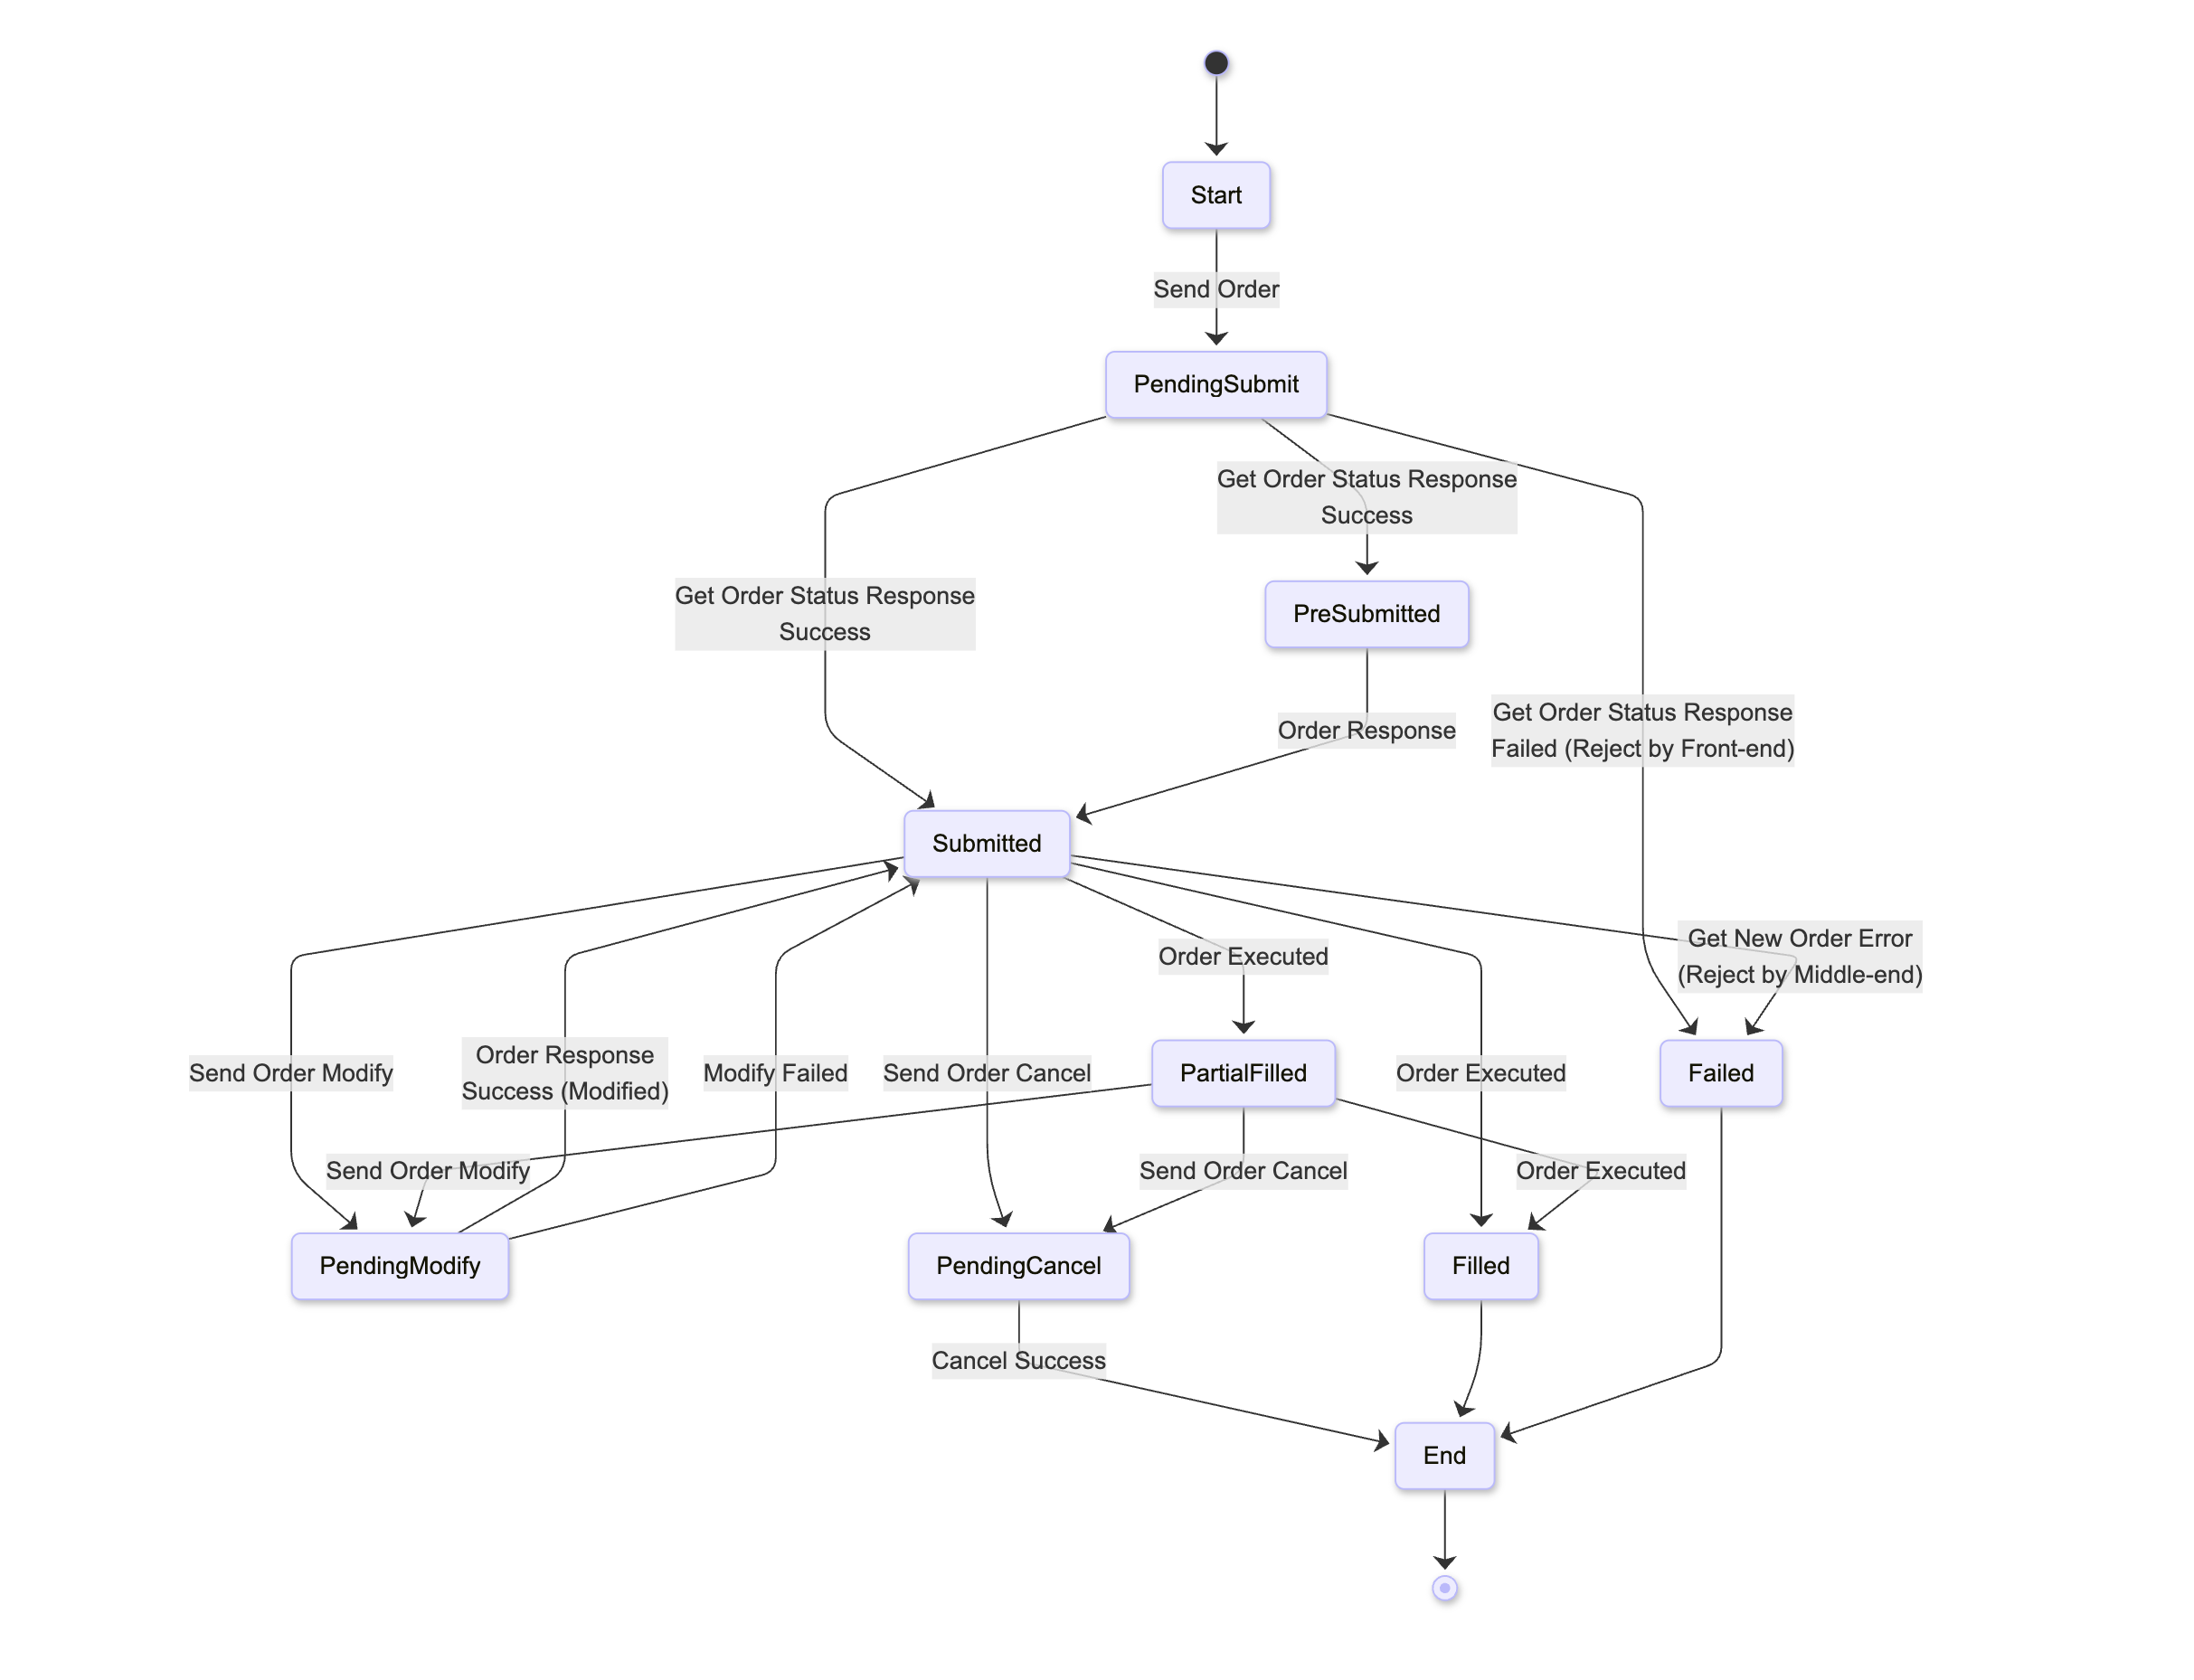 Start
Send Order
PendingSubmit
Get Order Status Response
Success
Get Order Status Response
Success
PreSubmitted
Get Order Status Response
Failed (Reject by Front-end)
Order Response
Submitted
Get New Order Error
(Reject by Middle-end)
Order Executed
Send Order Modify
Order Response
Success (Modified)
Modify Failed
Send Order Cancel
PartialFilled
Order Executed
Failed
Send Order Modify
Send Order Cancel
Order Executed
PendingModify
PendingCancel
Filled
Cancel Success
End